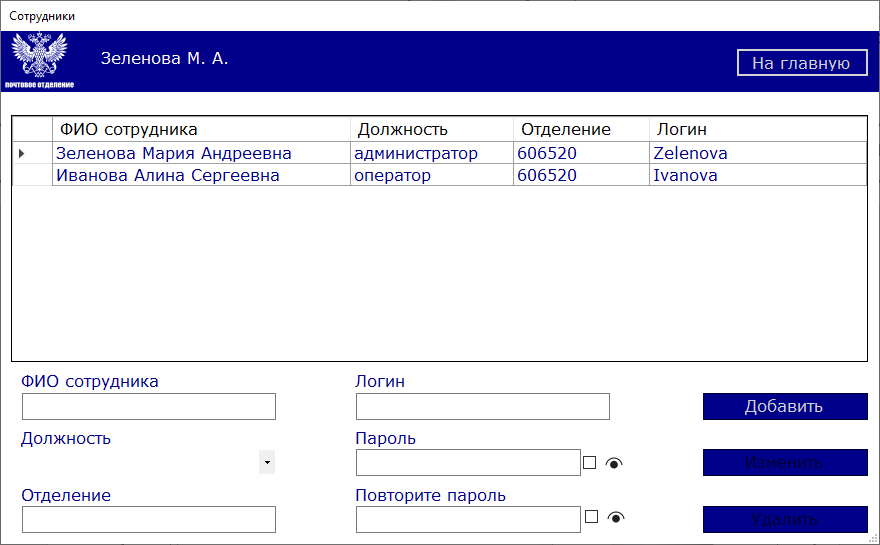 Сотрудники
почтовое отделение
Зеленова М. А.
На главную
ФИО сотрудника Должность Отделение Логин
Зеленова Мария Андреевна администратор 606520 Zelenova
Иванова Алина Сергеевна оператор 606520 Ivanova
ФИО сотрудника Логин
Добавить
Должность Пароль
Изменить
Отделение Повторите пароль
Удалить